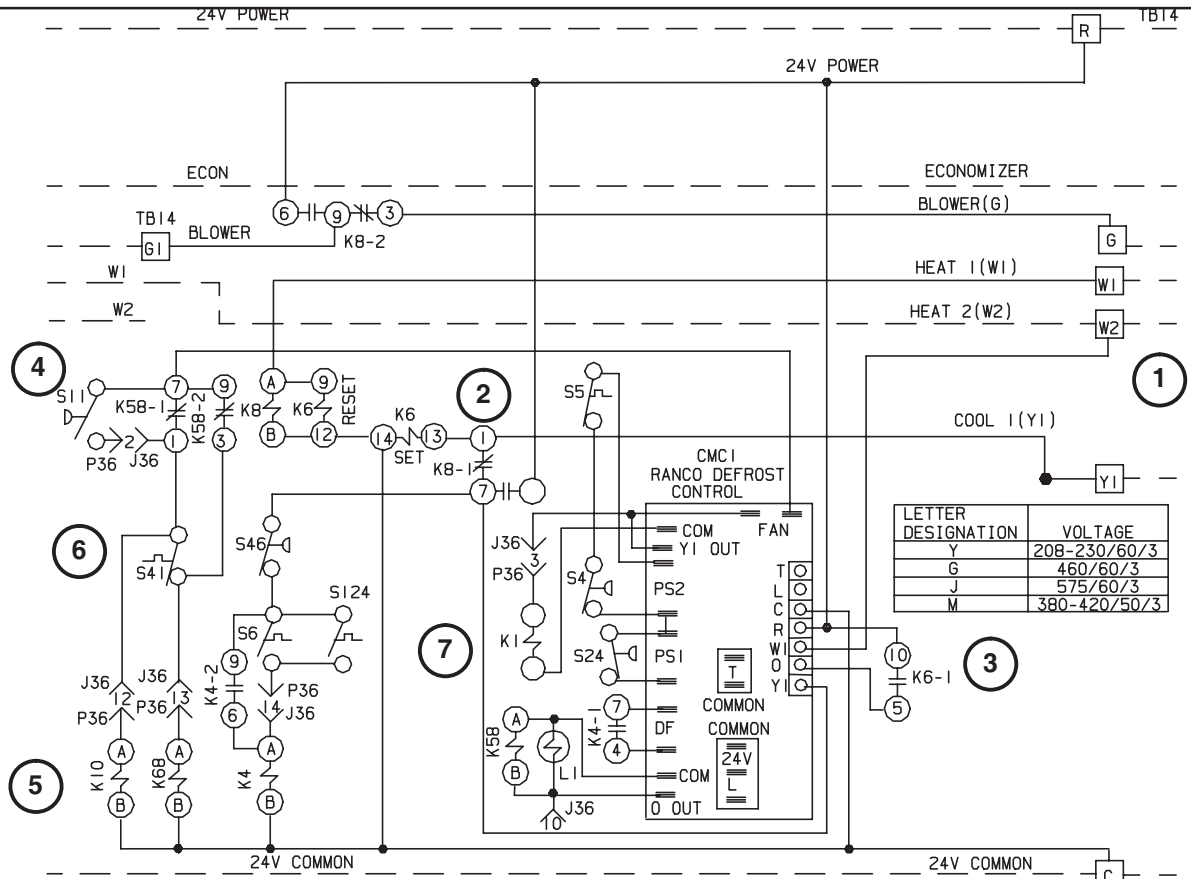 24V POWER
TB14
R
24V POWER
ECON
ECONOMIZER
6
9
3
BLOWER(G)
TB14
G1
BLOWER
K8-2
G
W1
HEAT 1(W1)
W1
W2
HEAT 2(W2)
W2
4
1
S11
7
9
K58-1
K58-2
A
9
K8
K6
RESET
B
12
2
S5
P36
2
J36
1
3
14
K6
13
1
SET
K8-1
7
COOL 1(Y1)
Y1
CMC1
RANCO DEFROST
CONTROL
LETTER
DESIGNATION
VOLTAGE
Y
208-230/60/3
G
460/60/3
J
575/60/3
M
380-420/50/3
6
S41
S46
S124
S6
J36
3
P36
COM
Y1 OUT
FAN
S4
PS2
T
L
C
R
W1
O
Y1
7
K1
S24
PS1
T
COMMON
10
K6-1
5
3
9
K4-2
6
J36
12
P36
J36
13
P36
P36
14
J36
5
A
K10
B
A
K68
B
A
K4
B
A
K58
B
L1
7
K4-1
4
DF
COMMON
24V
L
COM
O OUT
J36
10
24V COMMON
24V COMMON
C